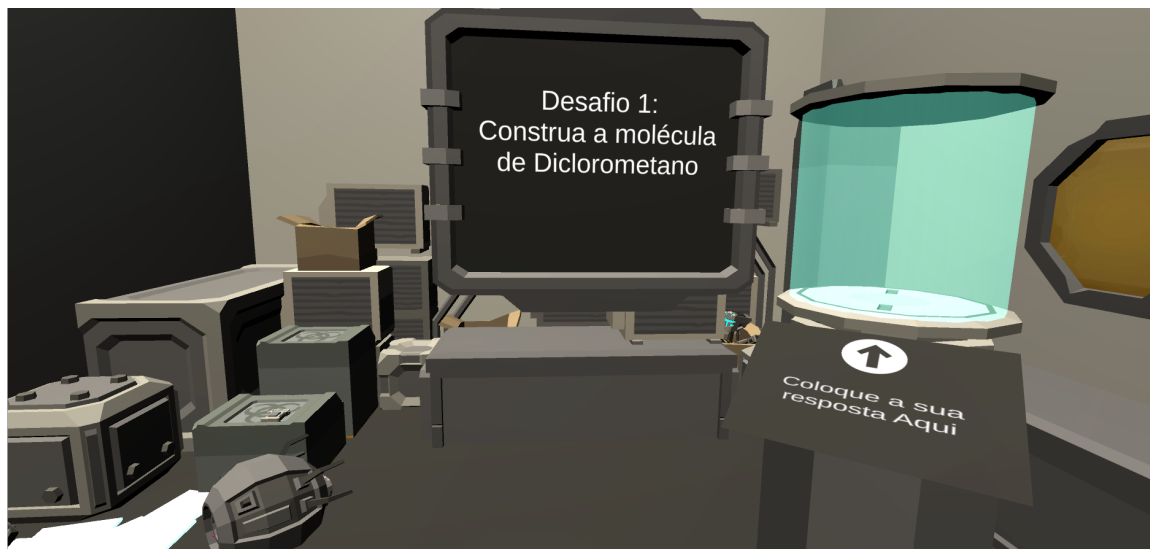 Desafio 1:
Construa a molécula
de Diclorometano
Coloque a sua
resposta Aqui